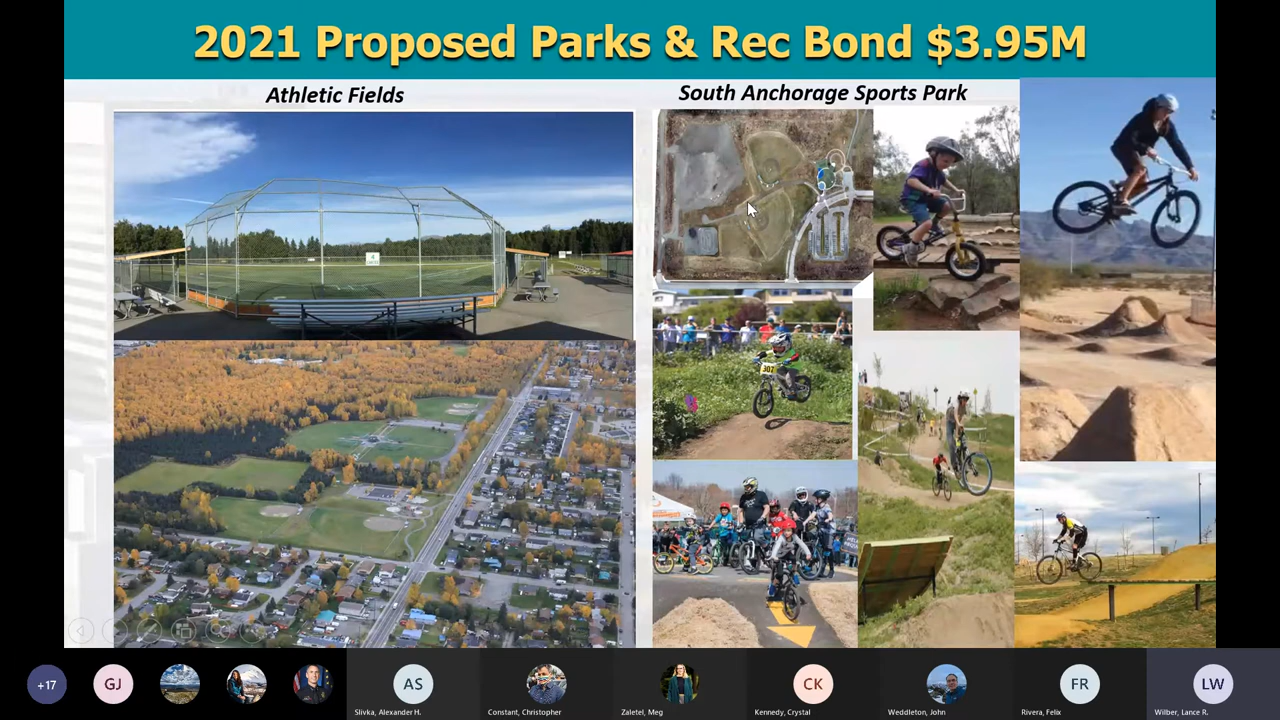 2021 Proposed Parks & Rec Bond $3.95M
Athletic Fields
South Anchorage Sports Park
307
+17
GJ
AS
CK
FR
LW
Slivka, Alexander H.
Constant, Christopher
Zaletel, Meg
Kennedy, Crystal
Weddleton, John
Rivera, Felix
Wilber, Lance R.